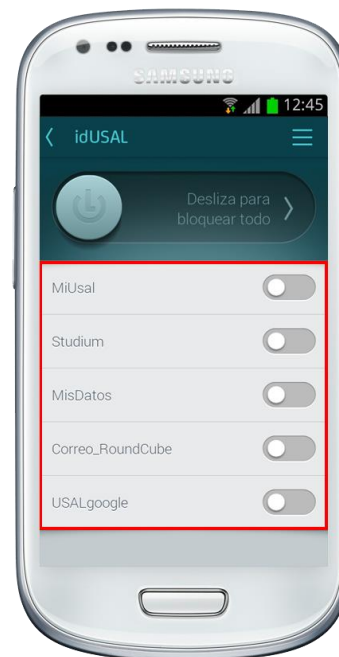 SAMSUNG
12:45
idUSAL
Desliza para
bloquear todo
MiUsal
Studium
MisDatos
Correo_RoundCube
USALgoogle